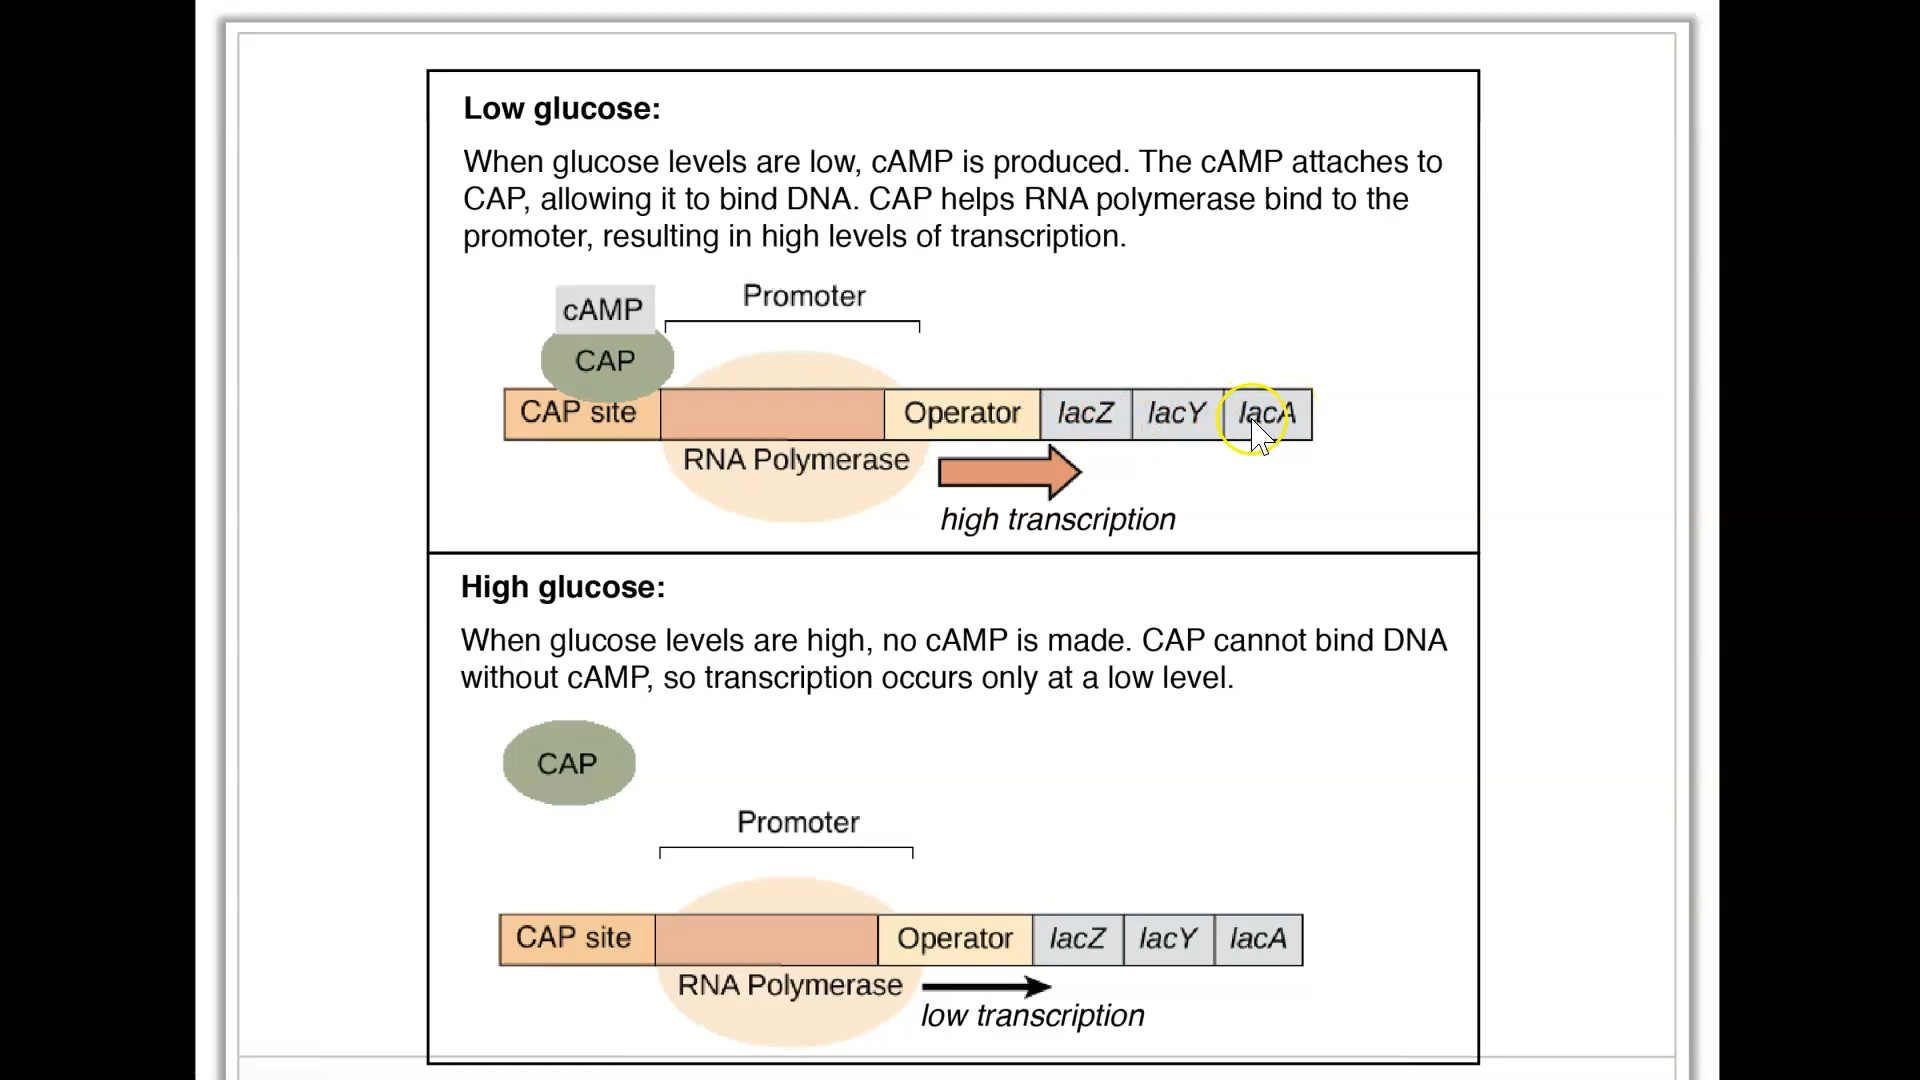 Low glucose:
When glucose levels are low, cAMP is produced. The cAMP attaches to
CAP, allowing it to bind DNA. CAP helps RNA polymerase bind to the
promoter, resulting in high levels of transcription.
cAMP
Promoter
CAP
CAP site
Operator
lacZ
lacY
lacA
RNA Polymerase
high transcription
High glucose:
When glucose levels are high, no cAMP is made. CAP cannot bind DNA
without cAMP, so transcription occurs only at a low level.
CAP
Promoter
CAP site
Operator
lacZ
lacY
lacA
RNA Polymerase
low transcription